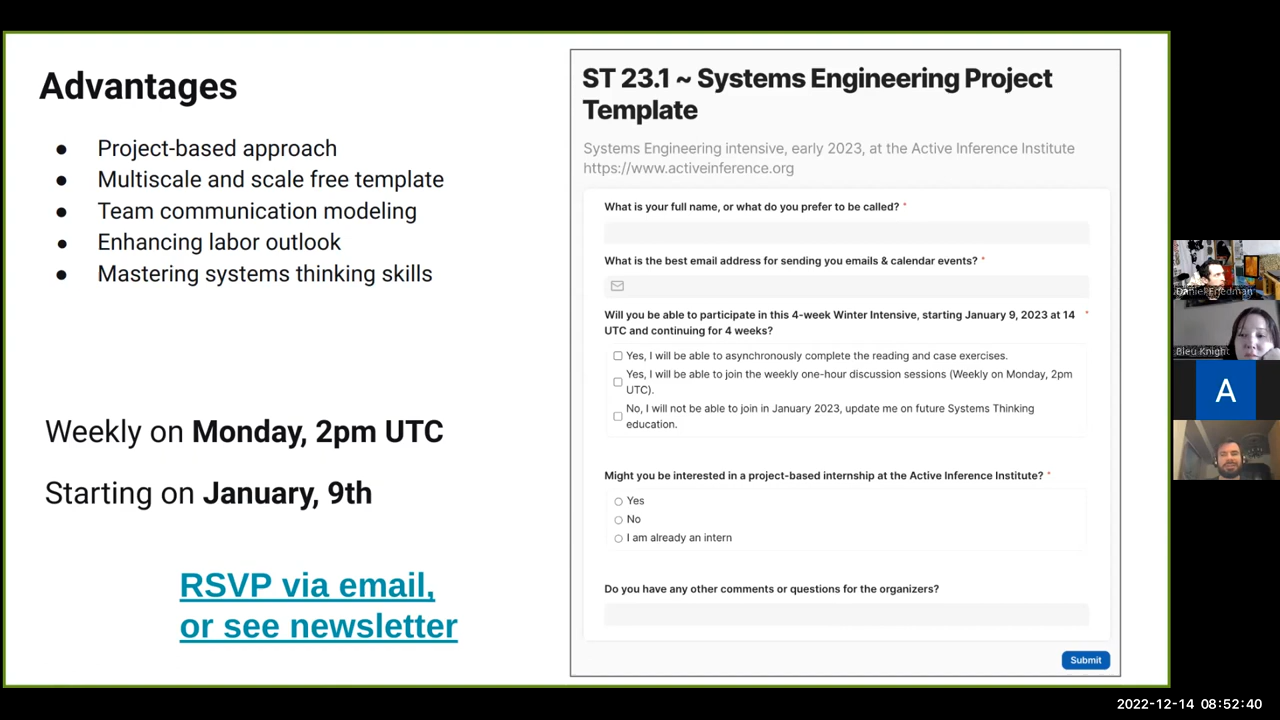 Advantages
● Project-based approach
● Multiscale and scale free template
● Team communication modeling
● Enhancing labor outlook
● Mastering systems thinking skills
Weekly on Monday, 2pm UTC
Starting on January, 9th
RSVP via email,
or see newsletter
ST 23.1 ~ Systems Engineering Project
Template
Systems Engineering intensive, early 2023, at the Active Inference Institute
https://www.activeinference.org
What is your full name, or what do you prefer to be called? *
What is the best email address for sending you emails & calendar events? *
Will you be able to participate in this 4-week Winter Intensive, starting January 9, 2023 at 14 *
UTC and continuing for 4 weeks?
Yes, I will be able to asynchronously complete the reading and case exercises.
Yes, I will be able to join the weekly one-hour discussion sessions (Weekly on Monday, 2pm
UTC).
No, I will not be able to join in January 2023, update me on future Systems Thinking
education.
Might you be interested in a project-based internship at the Active Inference Institute? *
Yes
No
I am already an intern
Do you have any other comments or questions for the organizers?
Submit
Daniel Friedman
Bleu Knight
A
2022-12-14 08:52:40